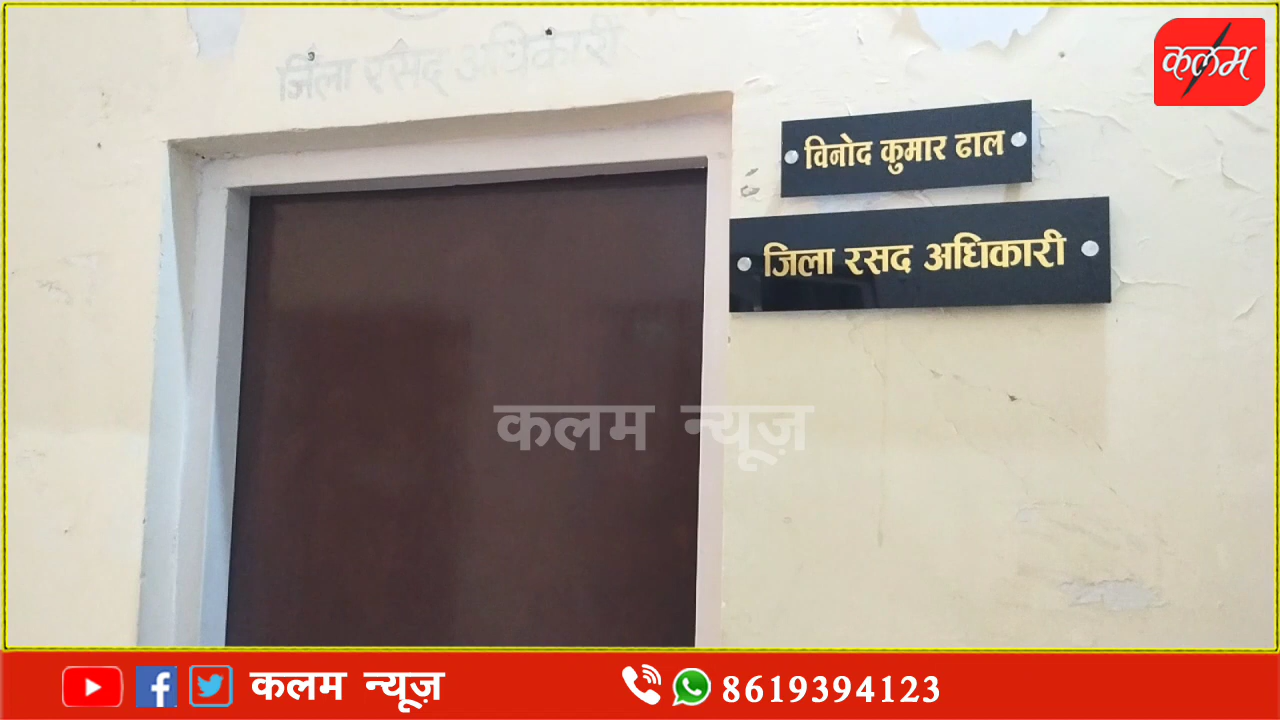 जिला रसद अधिकारी
कलम
विनोद कुमार ढाल
जिला रसद अधिकारी
कलम न्यूज़
कलम न्यूज़
8619394123